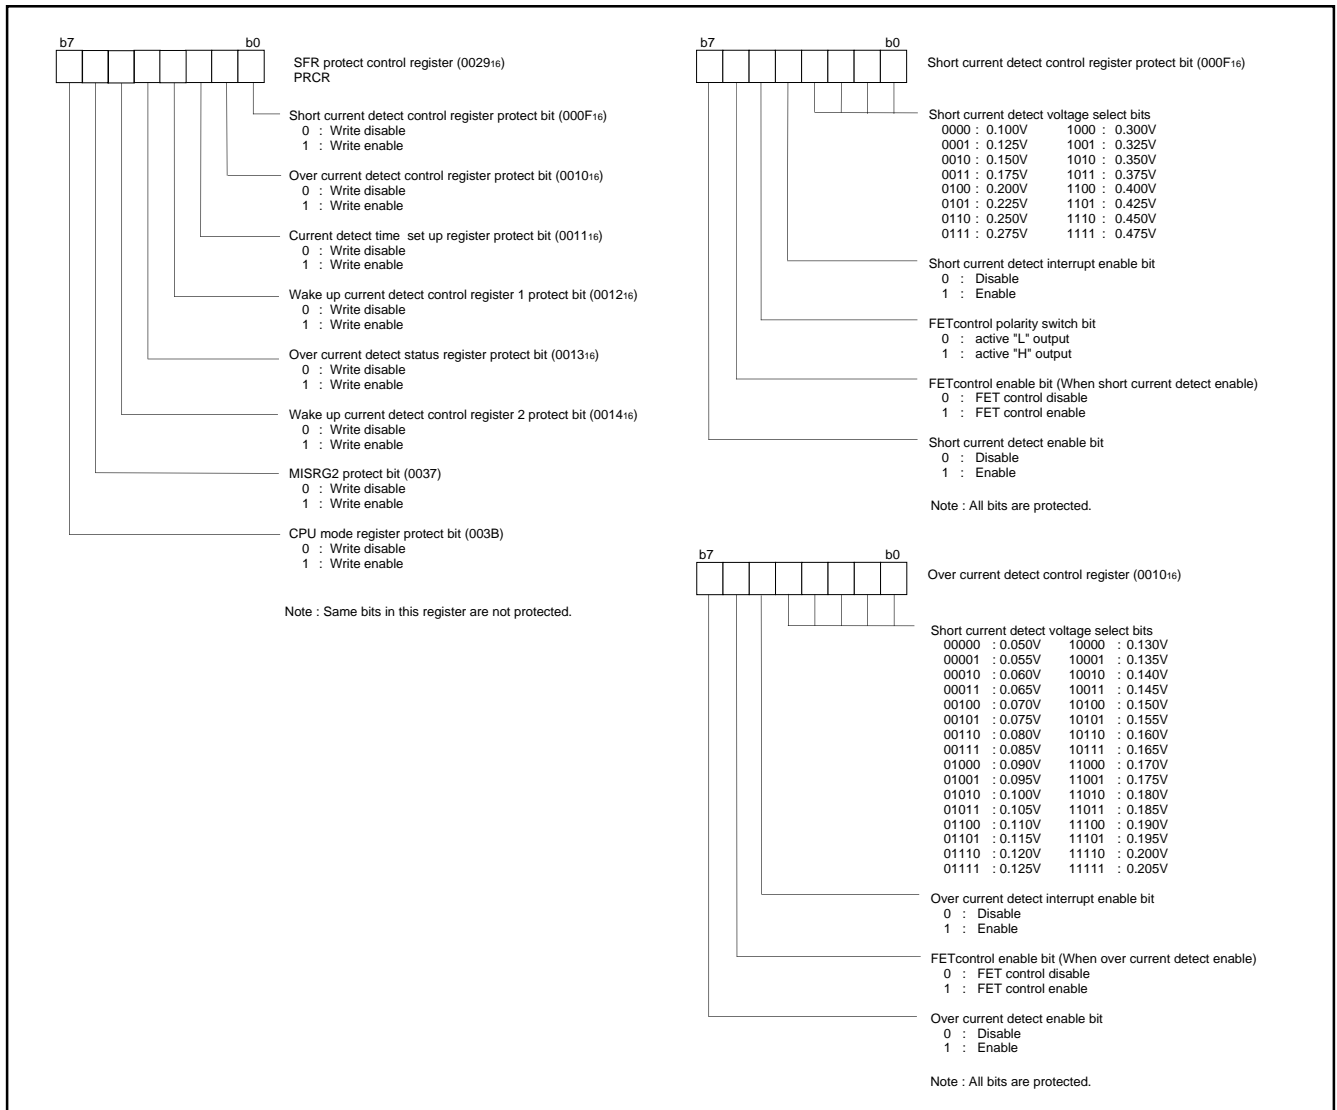 b7 b0
SFR protect control register (002916)
PRCR
Short current detect control register protect bit (000F16)
0 : Write disable
1 : Write enable
Over current detect control register protect bit (001016)
0 : Write disable
1 : Write enable
Current detect time set up register protect bit (001116)
0 : Write disable
1 : Write enable
Wake up current detect control register 1 protect bit (001216)
0 : Write disable
1 : Write enable
Over current detect status register protect bit (001316)
0 : Write disable
1 : Write enable
Wake up current detect control register 2 protect bit (001416)
0 : Write disable
1 : Write enable
MISRG2 protect bit (0037)
0 : Write disable
1 : Write enable
CPU mode register protect bit (003B)
0 : Write disable
1 : Write enable
Note : Same bits in this register are not protected.
b7 b0
Short current detect control register protect bit (000F16)
Short current detect voltage select bits
0000 : 0.100V 1000 : 0.300V
0001 : 0.125V 1001 : 0.325V
0010 : 0.150V 1010 : 0.350V
0011 : 0.175V 1011 : 0.375V
0100 : 0.200V 1100 : 0.400V
0101 : 0.225V 1101 : 0.425V
0110 : 0.250V 1110 : 0.450V
0111 : 0.275V 1111 : 0.475V
Short current detect interrupt enable bit
0 : Disable
1 : Enable
FETcontrol polarity switch bit
0 : active "L" output
1 : active "H" output
FETcontrol enable bit (When short current detect enable)
0 : FET control disable
1 : FET control enable
Short current detect enable bit
0 : Disable
1 : Enable
Note : All bits are protected.
b7 b0
Over current detect control register (001016)
Short current detect voltage select bits
00000 : 0.050V 10000 : 0.130V
00001 : 0.055V 10001 : 0.135V
00010 : 0.060V 10010 : 0.140V
00011 : 0.065V 10011 : 0.145V
00100 : 0.070V 10100 : 0.150V
00101 : 0.075V 10101 : 0.155V
00110 : 0.080V 10110 : 0.160V
00111 : 0.085V 10111 : 0.165V
01000 : 0.090V 11000 : 0.170V
01001 : 0.095V 11001 : 0.175V
01010 : 0.100V 11010 : 0.180V
01011 : 0.105V 11011 : 0.185V
01100 : 0.110V 11100 : 0.190V
01101 : 0.115V 11101 : 0.195V
01110 : 0.120V 11110 : 0.200V
01111 : 0.125V 11111 : 0.205V
Over current detect interrupt enable bit
0 : Disable
1 : Enable
FETcontrol enable bit (When over current detect enable)
0 : FET control disable
1 : FET control enable
Over current detect enable bit
0 : Disable
1 : Enable
Note : All bits are protected.